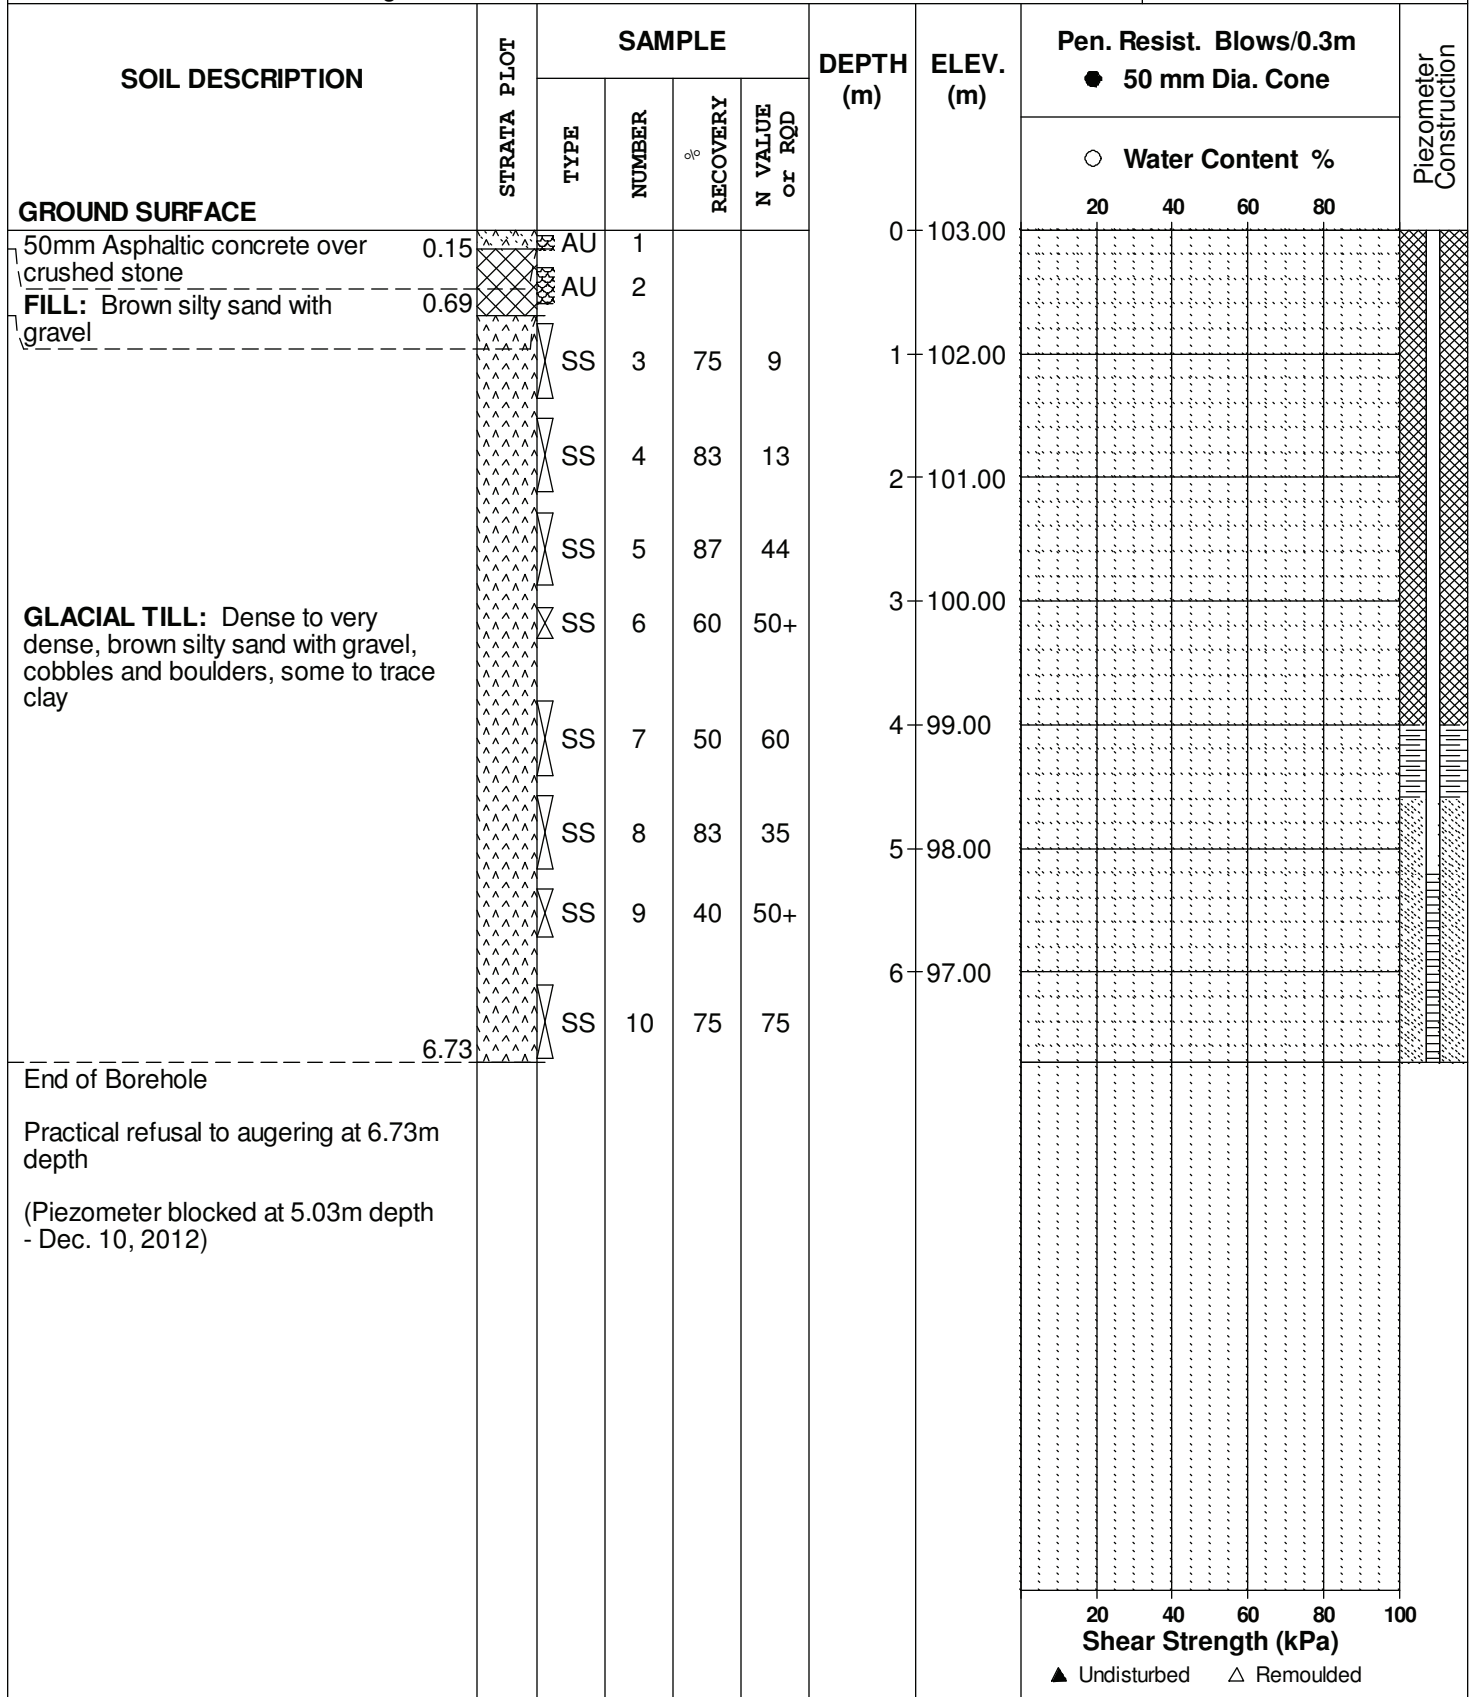 SOIL DESCRIPTION
GROUND SURFACE
STRATA PLOT
SAMPLE
TYPE
NUMBER
% RECOVERY
N VALUE or RQD
DEPTH (m)
ELEV. (m)
Pen. Resist. Blows/0.3m
● 50 mm Dia. Cone
○ Water Content %
20 40 60 80
Piezometer Construction
0 103.00
50mm Asphaltic concrete over 0.15
crushed stone
AU 1
FILL: Brown silty sand with 0.69
gravel
AU 2
SS 3 75 9
1 102.00
SS 4 83 13
2 101.00
SS 5 87 44
3 100.00
GLACIAL TILL: Dense to very
dense, brown silty sand with gravel,
cobbles and boulders, some to trace
clay
SS 6 60 50+
SS 7 50 60
4 99.00
SS 8 83 35
5 98.00
SS 9 40 50+
6 97.00
SS 10 75 75
6.73
End of Borehole
Practical refusal to augering at 6.73m
depth
(Piezometer blocked at 5.03m depth
- Dec. 10, 2012)
20 40 60 80 100
Shear Strength (kPa)
▲ Undisturbed △ Remoulded